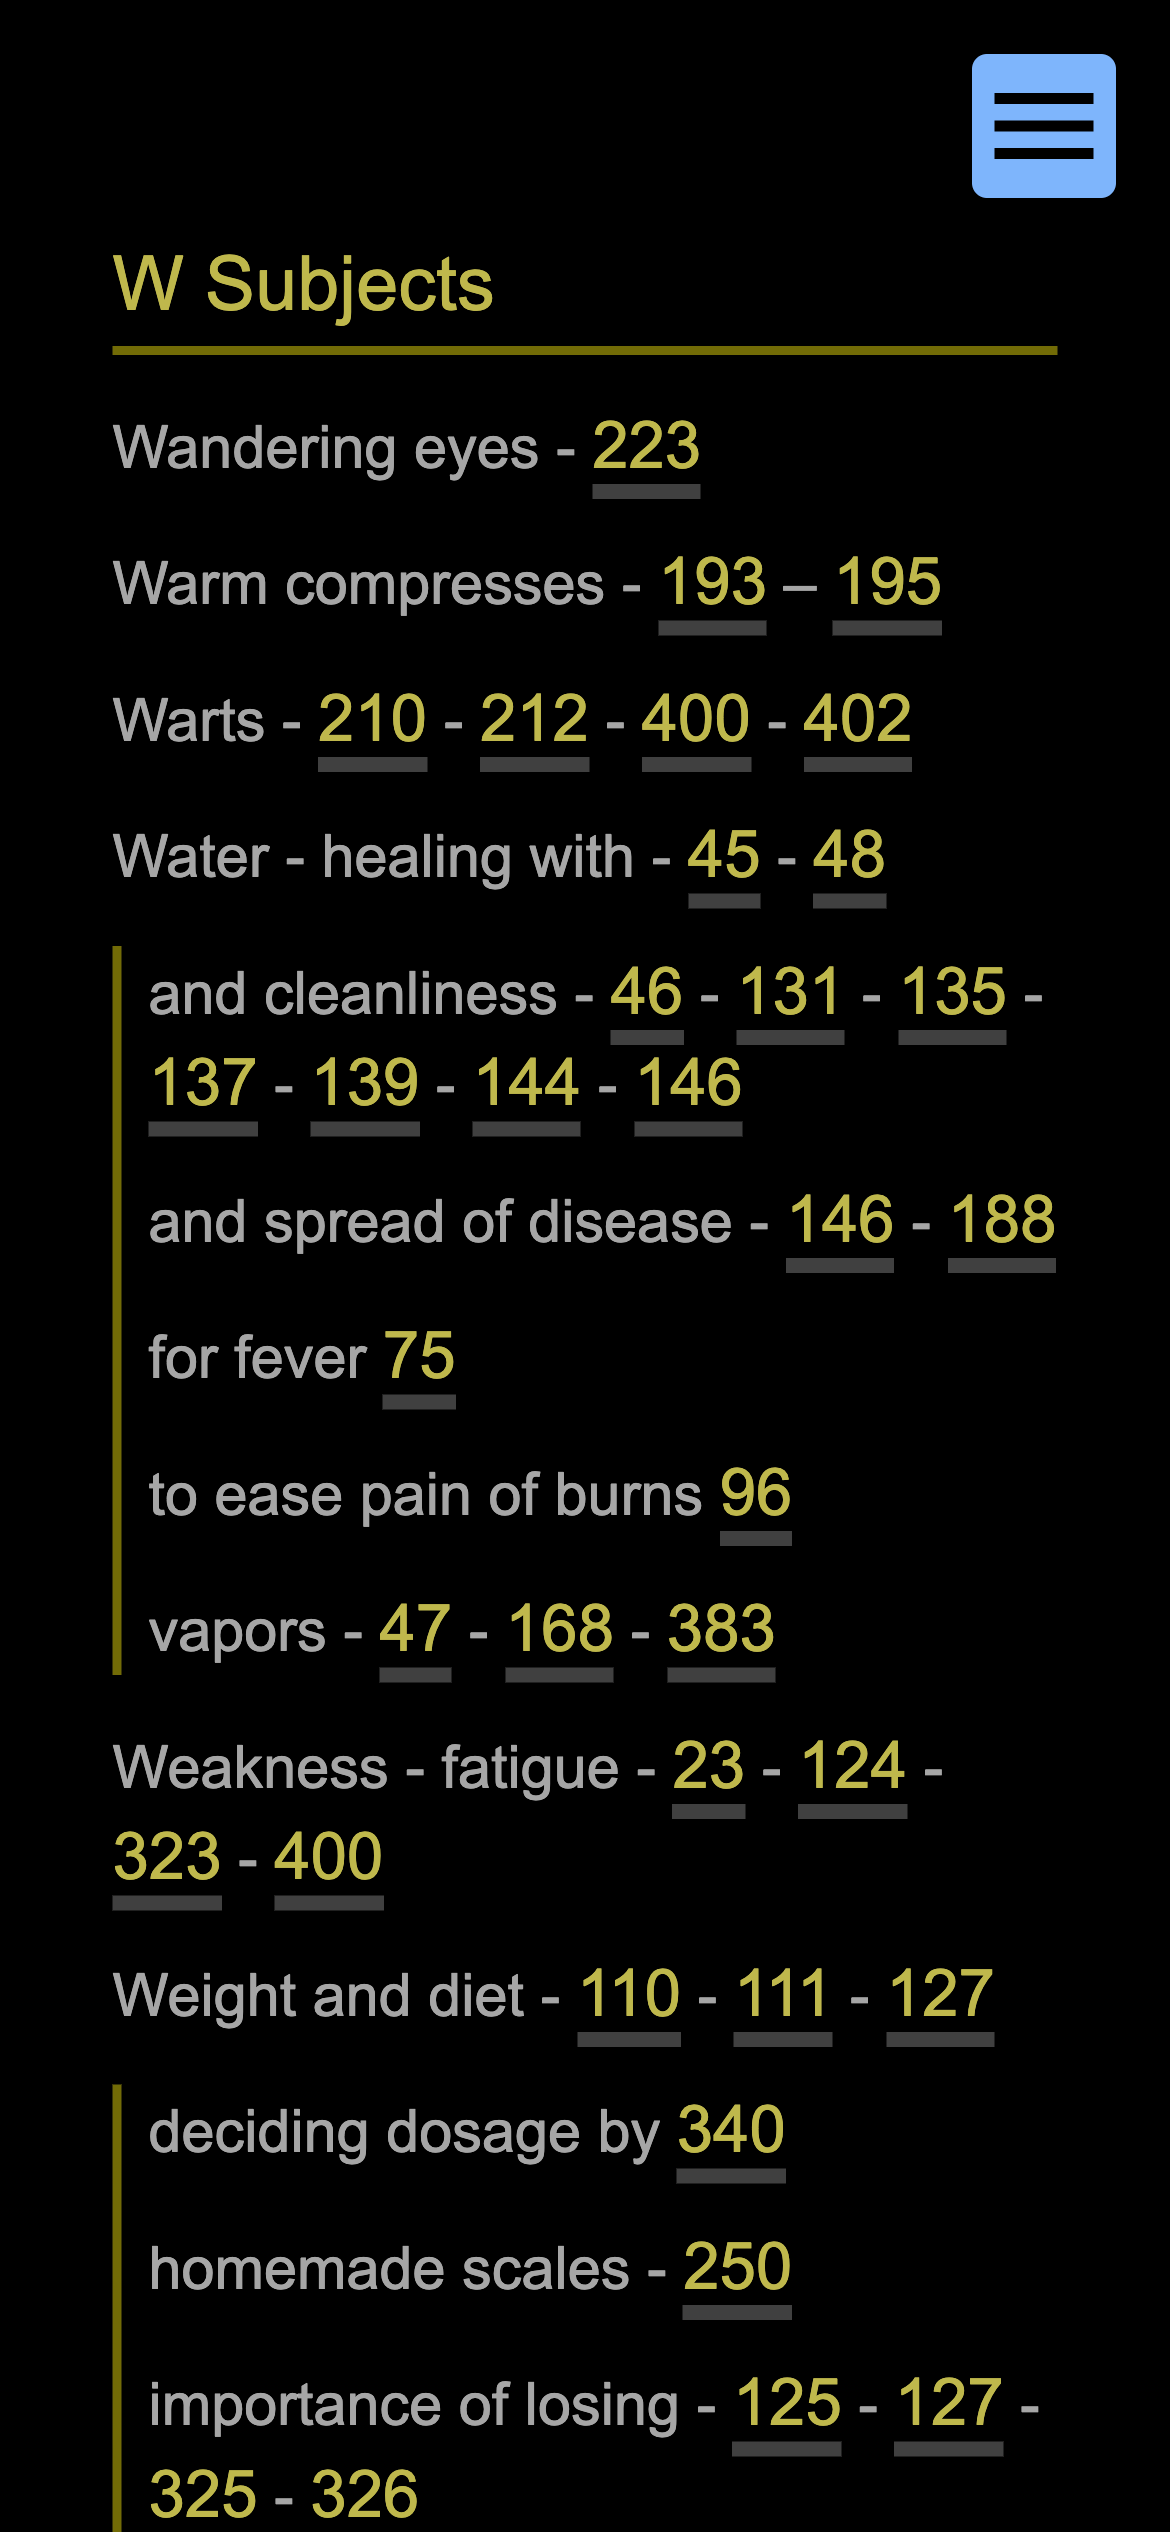 W Subjects
Wandering eyes - 223
Warm compresses - 193 – 195
Warts - 210 - 212 - 400 - 402
Water - healing with - 45 - 48
and cleanliness - 46 - 131 - 135 -
137 - 139 - 144 - 146
and spread of disease - 146 - 188
for fever 75
to ease pain of burns 96
vapors - 47 - 168 - 383
Weakness - fatigue - 23 - 124 -
323 - 400
Weight and diet - 110 - 111 - 127
deciding dosage by 340
homemade scales - 250
importance of losing - 125 - 127 -
325 - 326